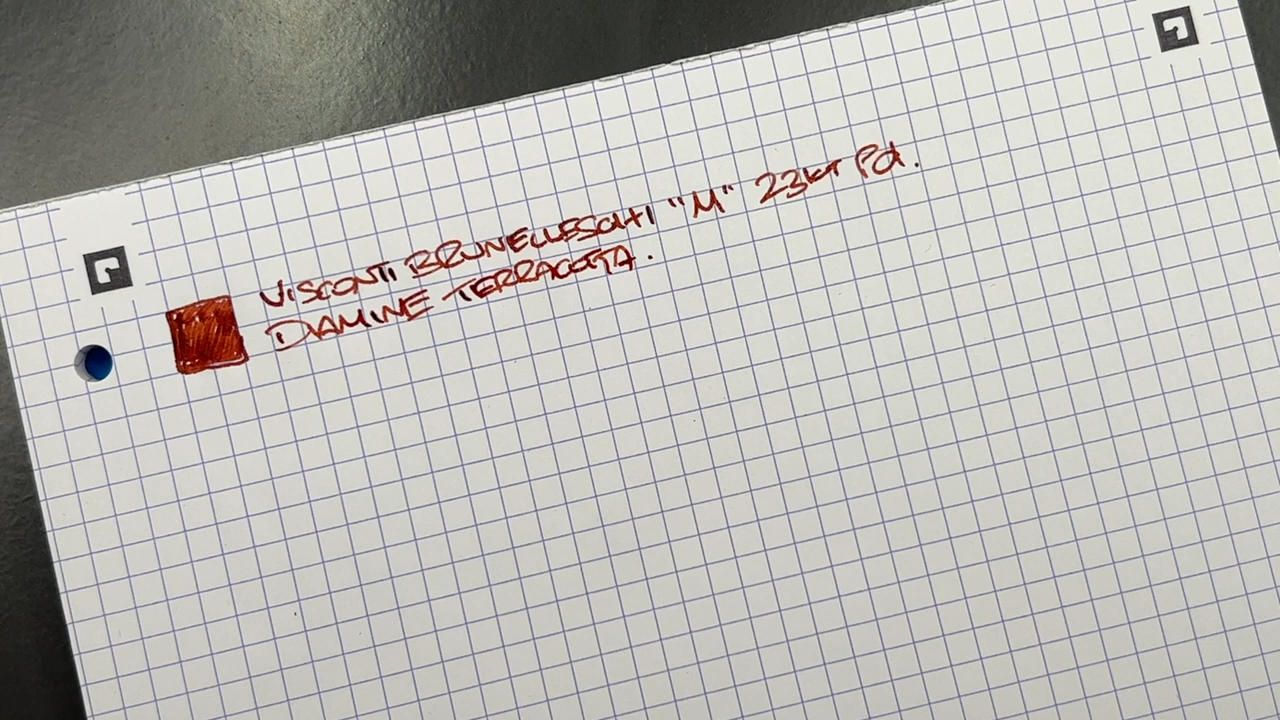 VISCONTI BRUNELLESCHI "M" 23kt Pd.
DIAMINE TERRACOTTA.